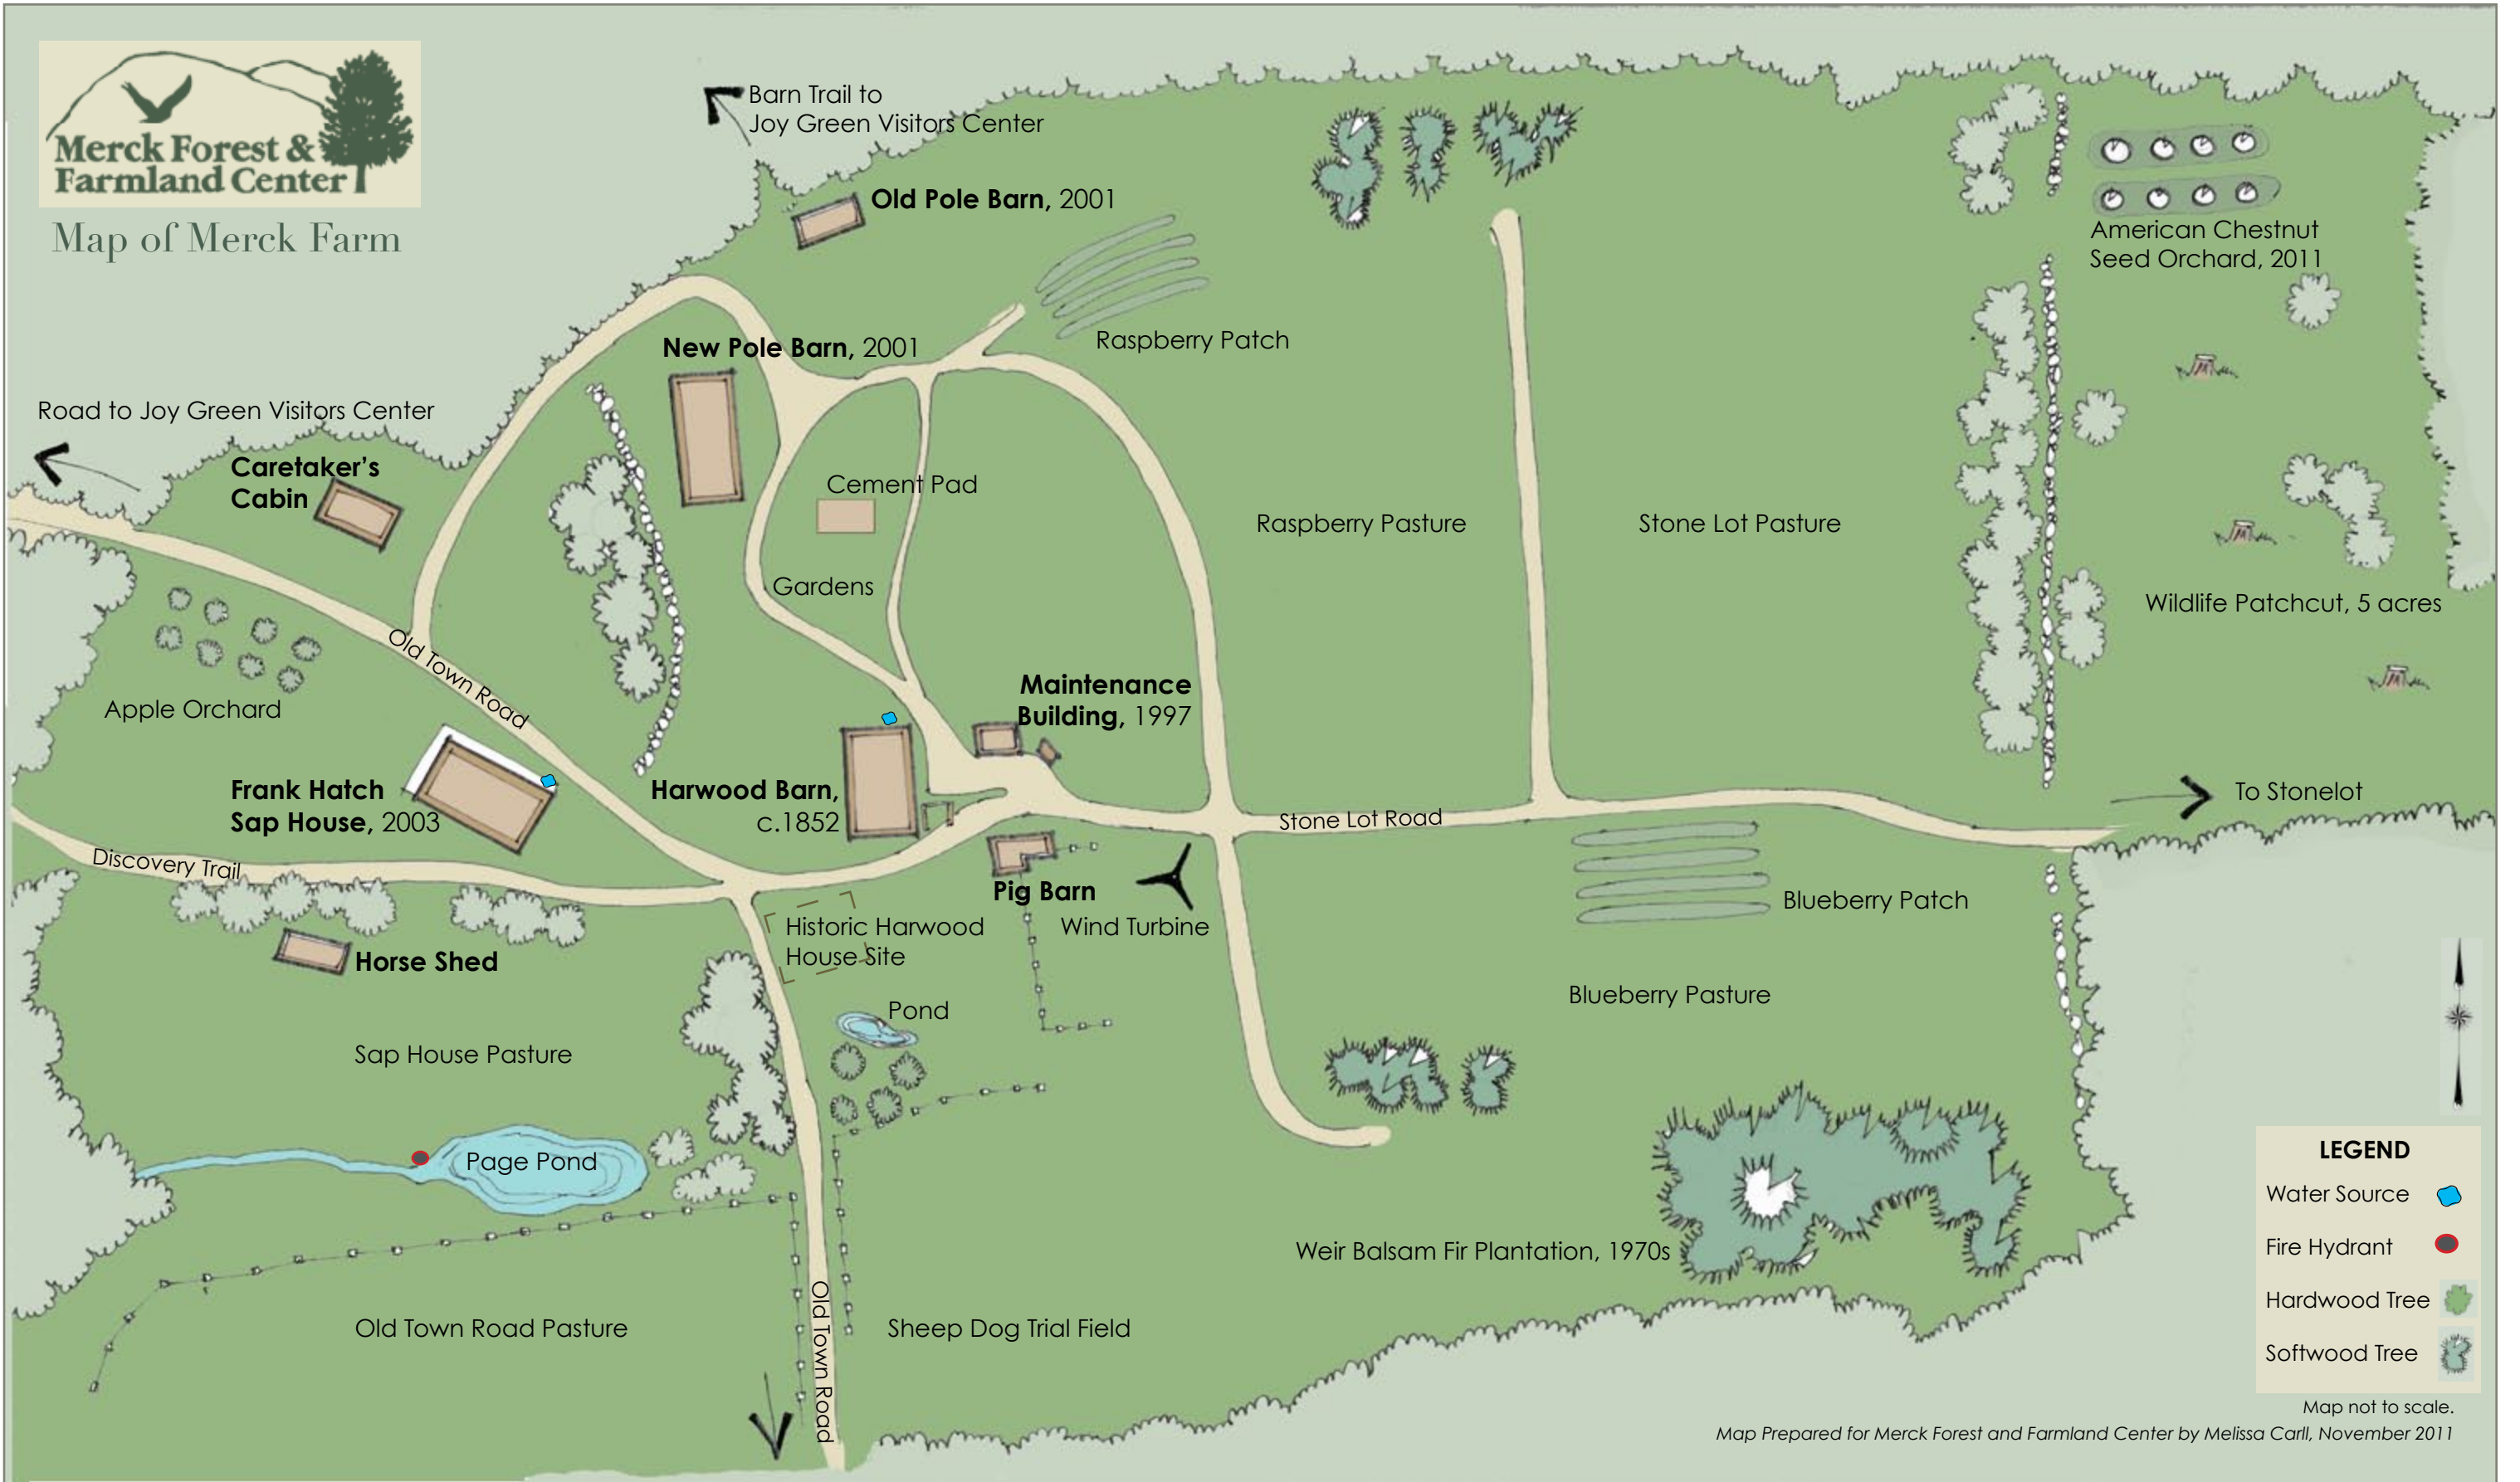 Merck Forest &
Farmland Center
Map of Merck Farm
Barn Trail to
Joy Green Visitors Center
Old Pole Barn, 2001
American Chestnut
Seed Orchard, 2011
New Pole Barn, 2001
Raspberry Patch
Road to Joy Green Visitors Center
Caretaker's
Cabin
Cement Pad
Raspberry Pasture
Stone Lot Pasture
Gardens
Wildlife Patchcut, 5 acres
Old Town Road
Apple Orchard
Maintenance
Building, 1997
Frank Hatch
Sap House, 2003
Harwood Barn,
c.1852
To Stonelot
Stone Lot Road
Discovery Trail
Pig Barn
Blueberry Patch
Historic Harwood
House Site
Wind Turbine
Horse Shed
Blueberry Pasture
Pond
Sap House Pasture
Page Pond
Weir Balsam Fir Plantation, 1970s
Old Town Road Pasture
Old Town Road
Sheep Dog Trial Field
LEGEND
Water Source
Fire Hydrant
Hardwood Tree
Softwood Tree
Map not to scale.
Map Prepared for Merck Forest and Farmland Center by Melissa Carll, November 2011